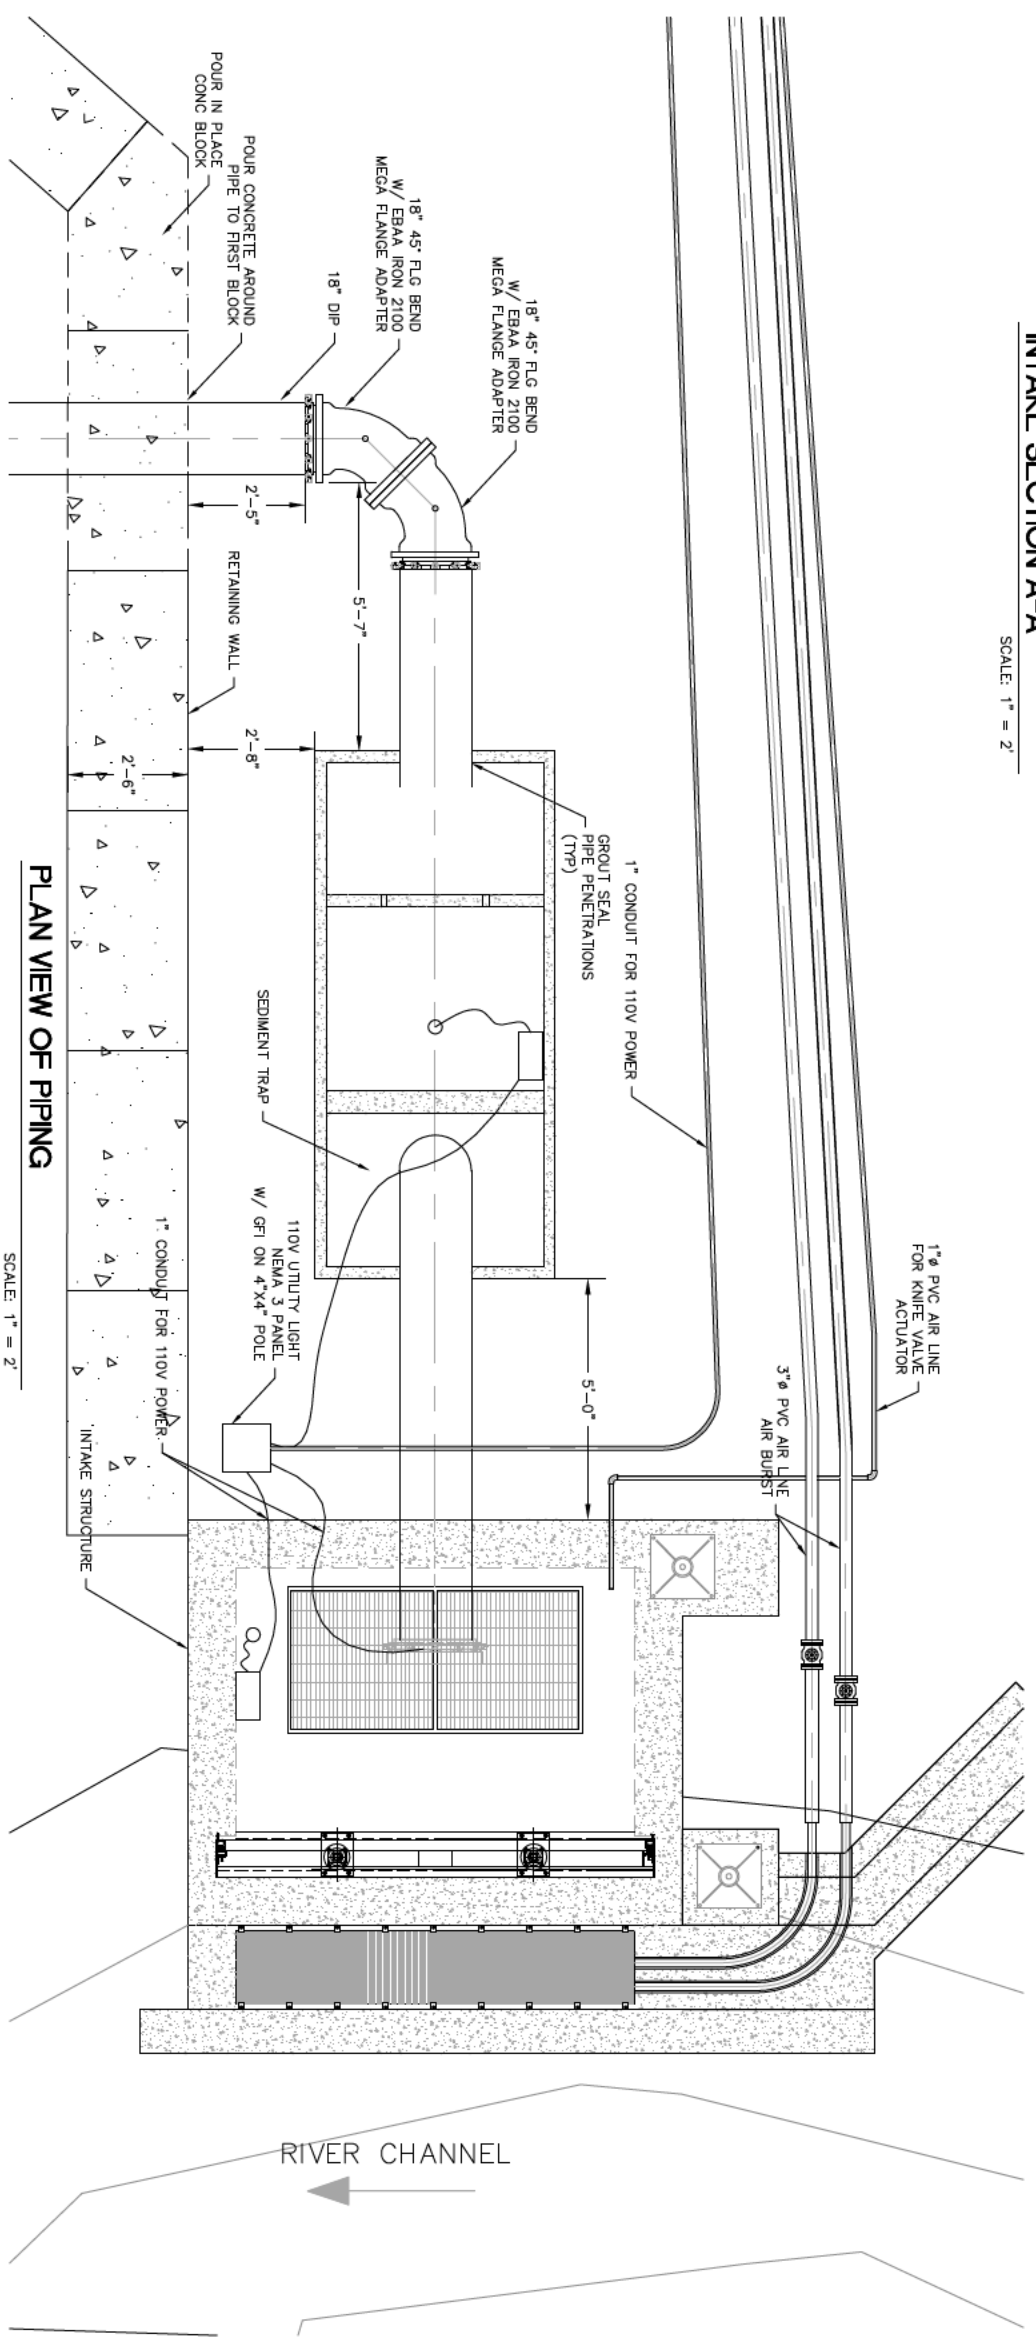 INTAKE SECTION A-A
SCALE: 1" = 2'
POUR IN PLACE
CONC BLOCK
POUR CONCRETE AROUND
PIPE TO FIRST BLOCK
18" 45° FLG BEND
W/ EBAA IRON 2100
MEGA FLANGE ADAPTER
18" 45° FLG BEND
W/ EBAA IRON 2100
MEGA FLANGE ADAPTER
18" DIP
2'-5"
5'-7"
RETAINING WALL
2'-8"
2'-6"
GROUT SEAL
PIPE PENETRATIONS
(TYP)
1" CONDUIT FOR 110V POWER
SEDIMENT TRAP
110V UTILITY LIGHT
NEMA 3 PANEL
W/ GFI ON 4"X4" POLE
1" CONDUIT FOR 110V POWER
INTAKE STRUCTURE
5'-0"
1"ø PVC AIR LINE
FOR KNIFE VALVE
ACTUATOR
3"ø PVC AIR LINE
AIR BURST
RIVER CHANNEL
PLAN VIEW OF PIPING
SCALE: 1" = 2'